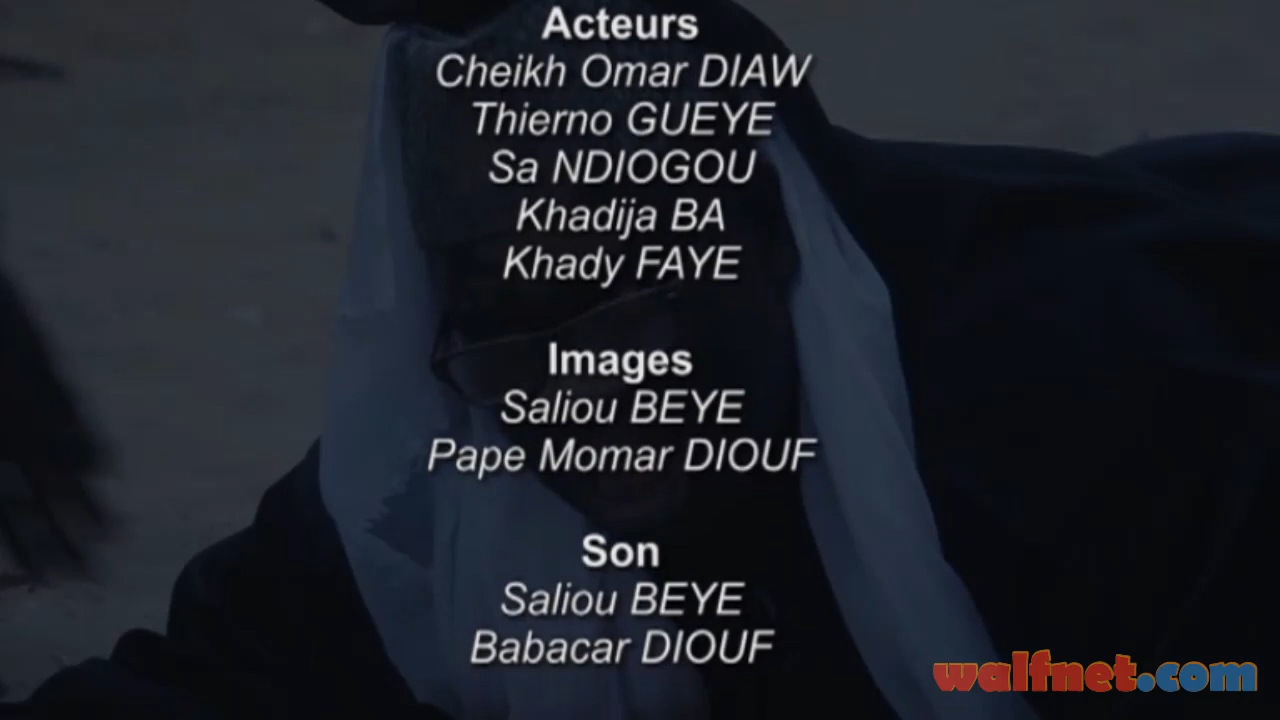 Acteurs
Cheikh Omar DIAW
Thierno GUEYE
Sa NDIOGOU
Khadija BA
Khady FAYE
Images
Saliou BEYE
Pape Momar DIOUF
Son
Saliou BEYE
Babacar DIOUF
walfnet.com